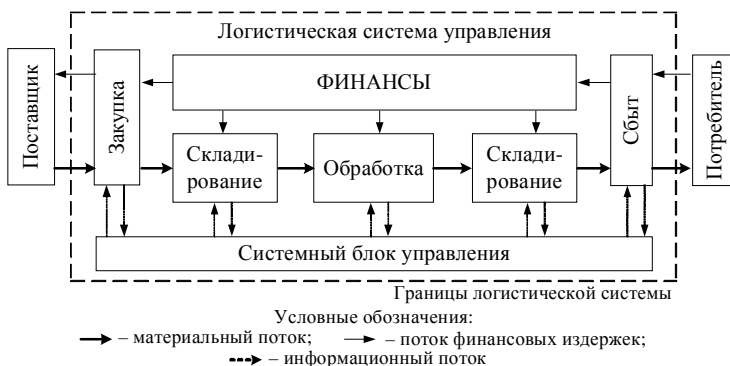 Логистическая система управления
Поставщик
Закупка
ФИНАНСЫ
Сбыт
Потребитель
Склади-
рование
Обработка
Склади-
рование
Системный блок управления
Границы логистической системы
Условные обозначения:
– материальный поток; – поток финансовых издержек;
– информационный поток